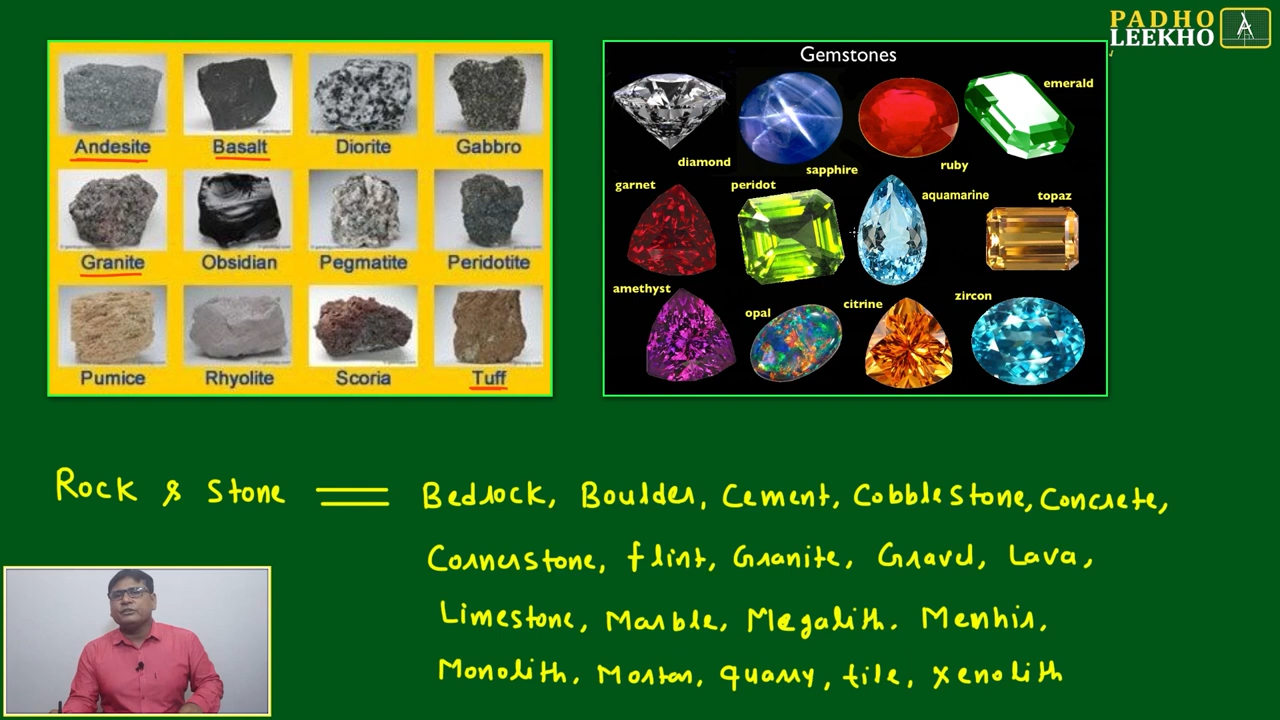 PADHO
LEEKHO
Andesite Basalt Diorite Gabbro
Granite Obsidian Pegmatite Peridotite
Pumice Rhyolite Scoria Tuff
Gemstones
diamond sapphire ruby emerald
garnet peridot aquamarine topaz
amethyst opal citrine zircon
Rock & Stone = Bedrock, Boulder, Cement, Cobblestone, Concrete,
Cornerstone, flint, Granite, Gravel, Lava,
Limestone, Marble, Megalith. Menhir.
Monolith. Mortar, quarry, tile, xenolith